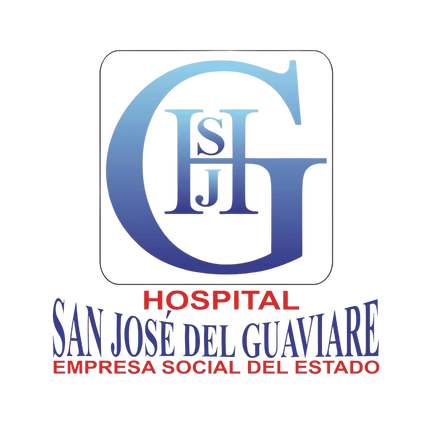 G
H
S
J
HOSPITAL
SAN JOSÉ DEL GUAVIARE
EMPRESA SOCIAL DEL ESTADO